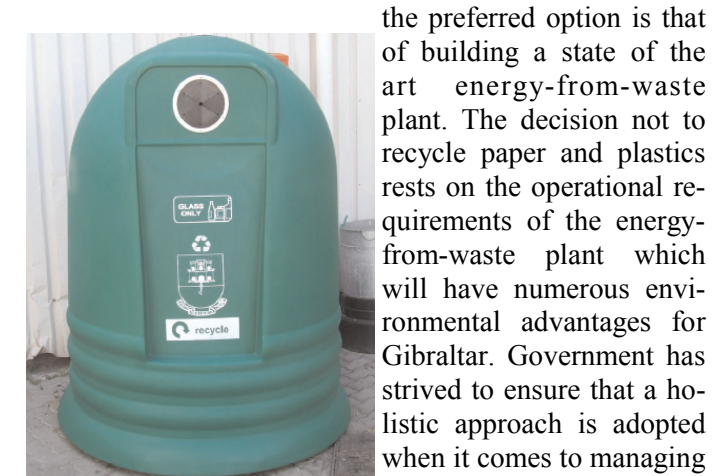 the preferred option is that
of building a state of the
art energy-from-waste
plant. The decision not to
recycle paper and plastics
rests on the operational re-
quirements of the energy-
from-waste plant which
will have numerous envi-
ronmental advantages for
Gibraltar. Government has
strived to ensure that a ho-
listic approach is adopted
when it comes to managing
GLASS
ONLY
recycle